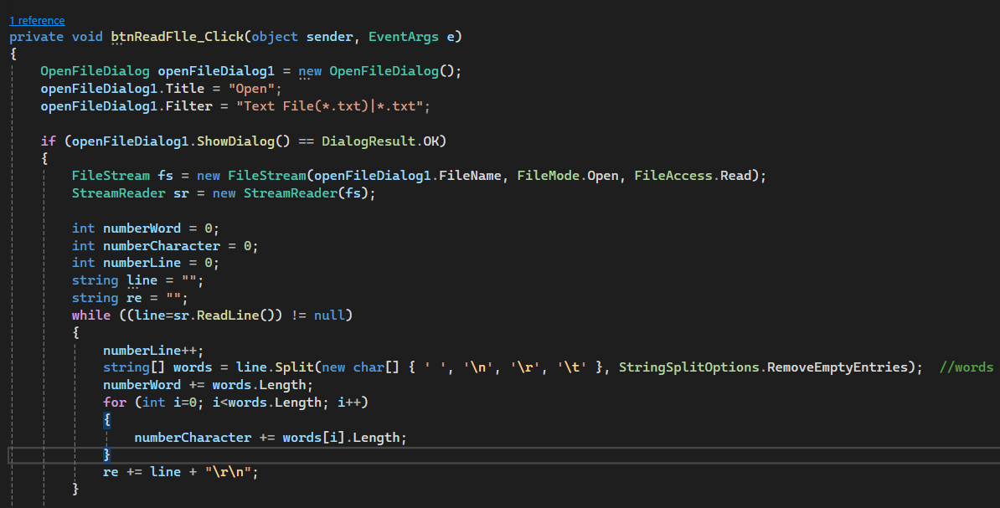 1 reference
private void btnReadFlle_Click(object sender, EventArgs e)
{
OpenFileDialog openFileDialog1 = new OpenFileDialog();
openFileDialog1.Title = "Open";
openFileDialog1.Filter = "Text File(*.txt)|*.txt";
if (openFileDialog1.ShowDialog() == DialogResult.OK)
{
FileStream fs = new FileStream(openFileDialog1.FileName, FileMode.Open, FileAccess.Read);
StreamReader sr = new StreamReader(fs);
int numberWord = 0;
int numberCharacter = 0;
int numberLine = 0;
string line = "";
string re = "";
while ((line=sr.ReadLine()) != null)
{
numberLine++;
string[] words = line.Split(new char[] { ' ', '\n', '\r', '\t' }, StringSplitOptions.RemoveEmptyEntries);  //words
numberWord += words.Length;
for (int i=0; i<words.Length; i++)
{
numberCharacter += words[i].Length;
}
re += line + "\r\n";
}